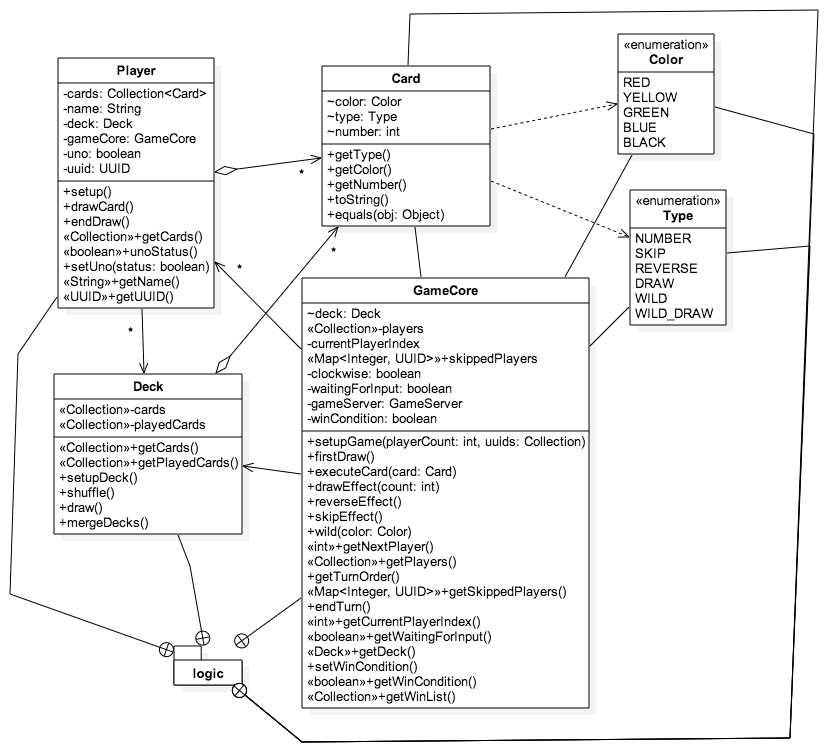 Player
-cards: Collection<Card>
-name: String
-deck: Deck
-gameCore: GameCore
-uno: boolean
-uuid: UUID
+setup()
+drawCard()
+endDraw()
«Collection»+getCards()
«boolean»+unoStatus()
+setUno(status: boolean)
«String»+getName()
«UUID»+getUUID()
*
*
*
*
Card
~color: Color
~type: Type
~number: int
+getType()
+getColor()
+getNumber()
+toString()
+equals(obj: Object)
«enumeration»
Color
RED
YELLOW
GREEN
BLUE
BLACK
«enumeration»
Type
NUMBER
SKIP
REVERSE
DRAW
WILD
WILD_DRAW
Deck
«Collection»-cards
«Collection»-playedCards
«Collection»+getCards()
«Collection»+getPlayedCards()
+setupDeck()
+shuffle()
+draw()
+mergeDecks()
GameCore
~deck: Deck
«Collection»-players
-currentPlayerIndex
«Map<Integer, UUID>»+skippedPlayers
-clockwise: boolean
-waitingForInput: boolean
-gameServer: GameServer
-winCondition: boolean
+setupGame(playerCount: int, uuids: Collection)
+firstDraw()
+executeCard(card: Card)
+drawEffect(count: int)
+reverseEffect()
+skipEffect()
+wild(color: Color)
«int»+getNextPlayer()
«Collection»+getPlayers()
+getTurnOrder()
«Map<Integer, UUID>»+getSkippedPlayers()
+endTurn()
«int»+getCurrentPlayerIndex()
«boolean»+getWaitingForInput()
«Deck»+getDeck()
+setWinCondition()
«boolean»+getWinCondition()
«Collection»+getWinList()
logic